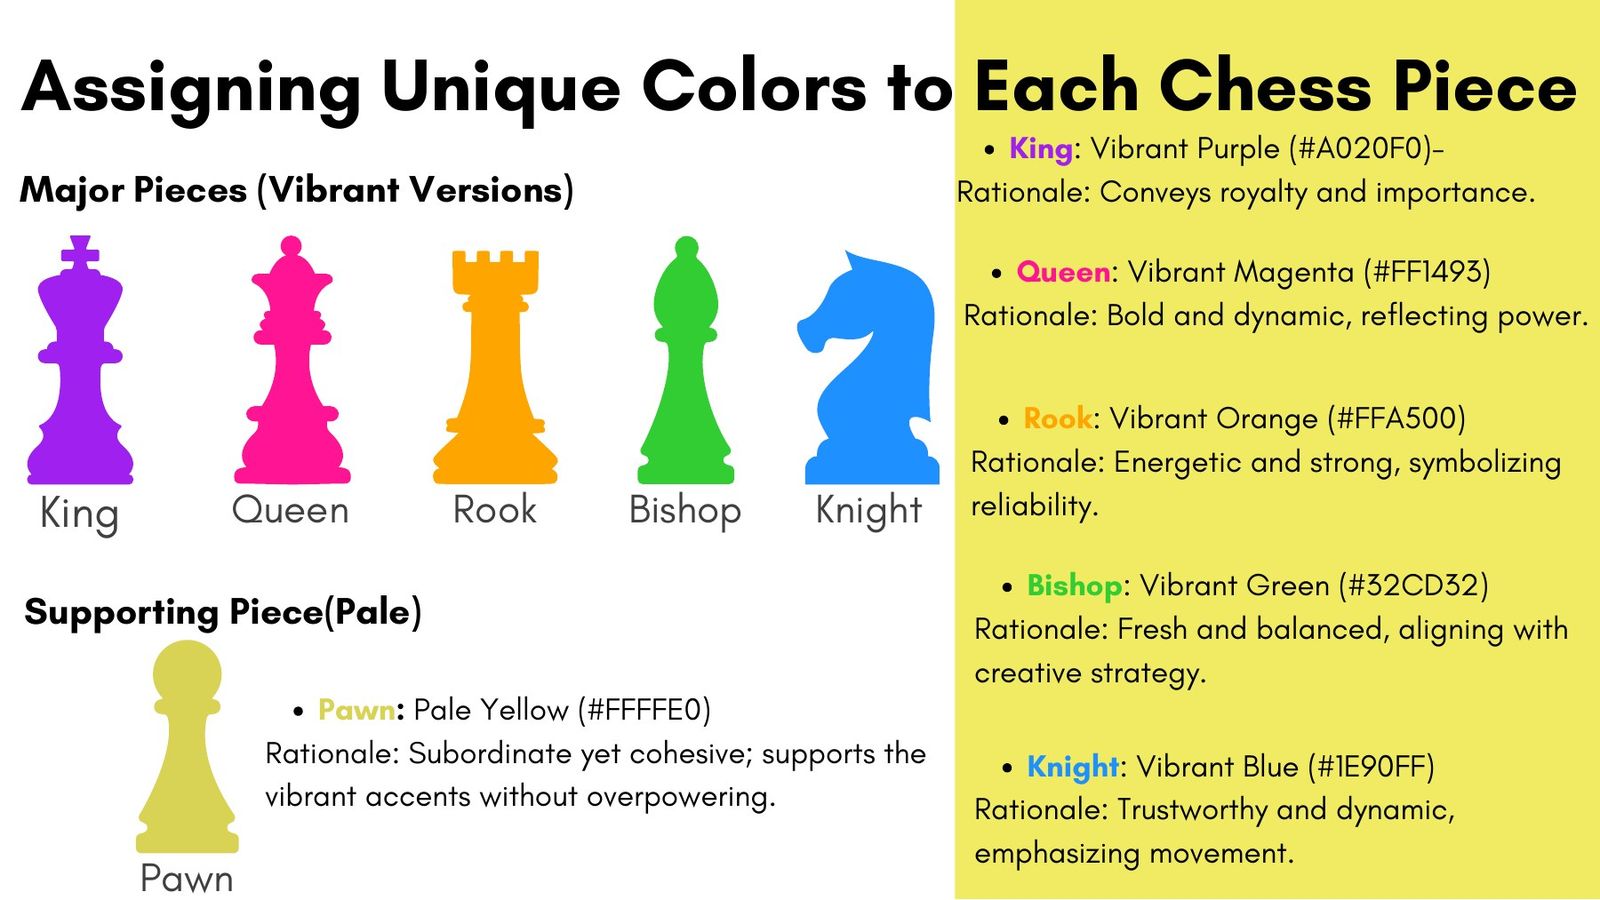 Assigning Unique Colors to Each Chess Piece
Major Pieces (Vibrant Versions)
King
Queen
Rook
Bishop
Knight
Supporting Piece(Pale)
Pawn
• Pawn: Pale Yellow (#FFFFE0)
Rationale: Subordinate yet cohesive; supports the
vibrant accents without overpowering.
• King: Vibrant Purple (#A020F0)-
Rationale: Conveys royalty and importance.
• Queen: Vibrant Magenta (#FF1493)
Rationale: Bold and dynamic, reflecting power.
• Rook: Vibrant Orange (#FFA500)
Rationale: Energetic and strong, symbolizing
reliability.
• Bishop: Vibrant Green (#32CD32)
Rationale: Fresh and balanced, aligning with
creative strategy.
• Knight: Vibrant Blue (#1E90FF)
Rationale: Trustworthy and dynamic,
emphasizing movement.